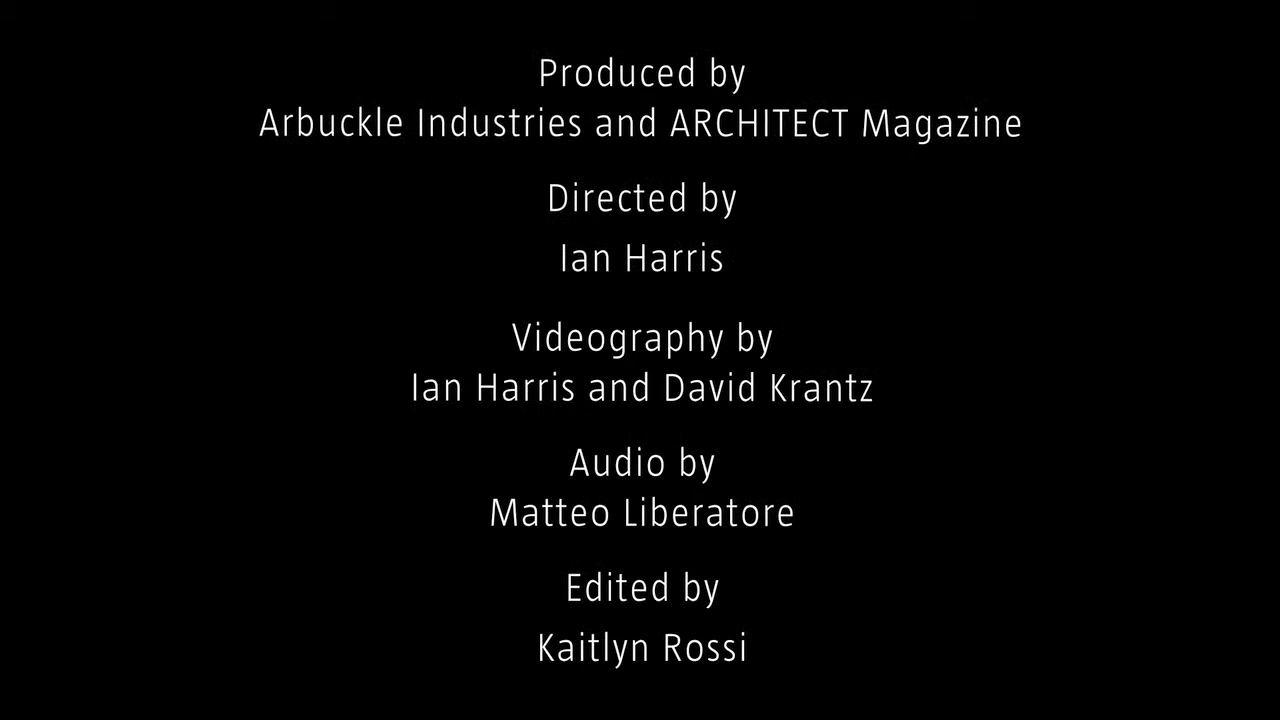 Produced by
Arbuckle Industries and ARCHITECT Magazine
Directed by
Ian Harris
Videography by
Ian Harris and David Krantz
Audio by
Matteo Liberatore
Edited by
Kaitlyn Rossi